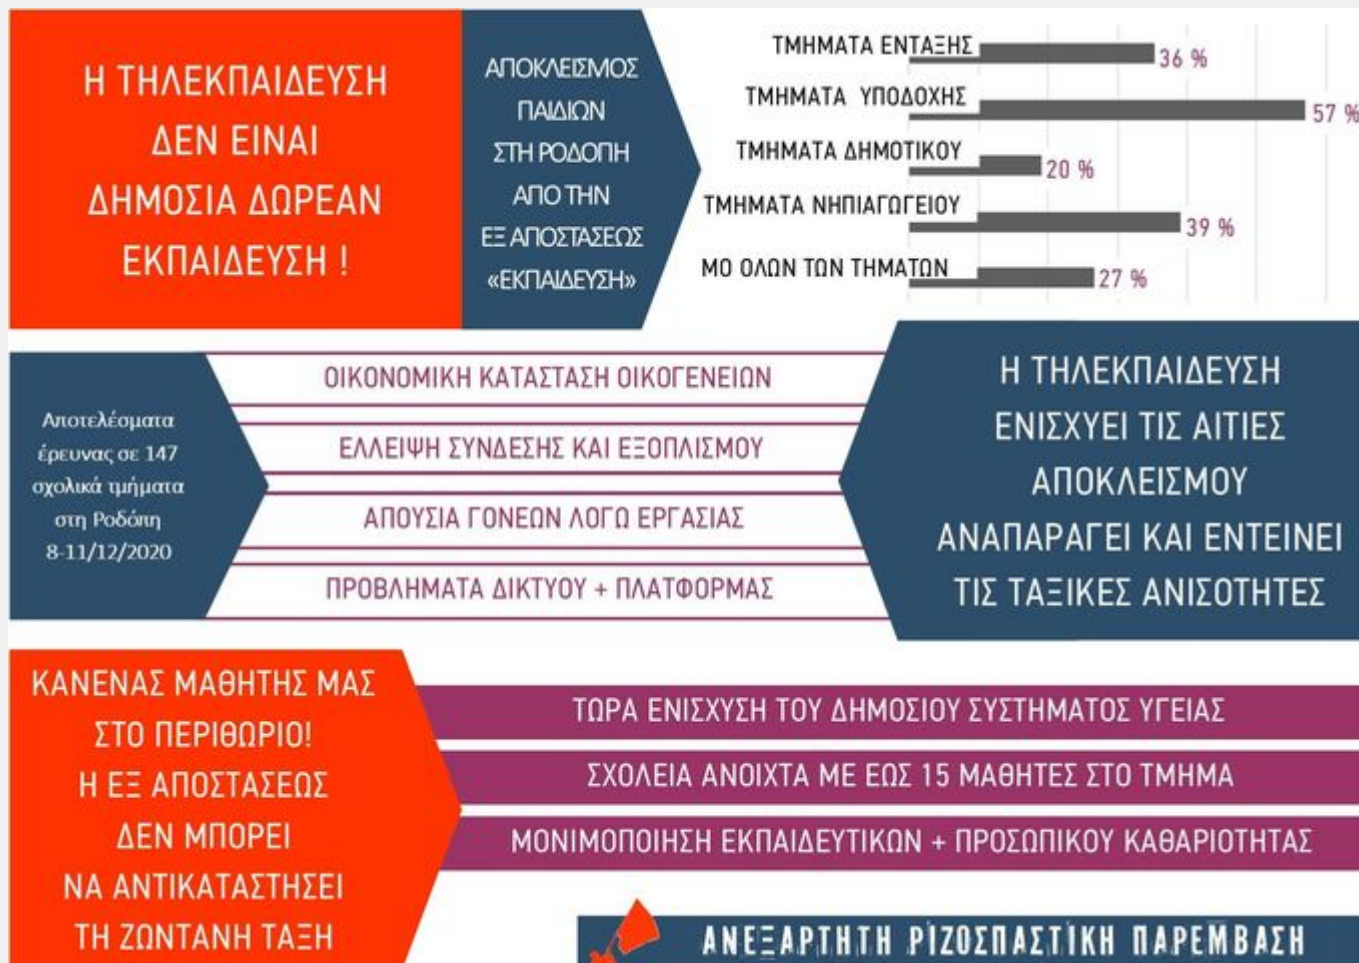 Η ΤΗΛΕΚΠΑΙΔΕΥΣΗ
ΔΕΝ ΕΙΝΑΙ
ΔΗΜΟΣΙΑ ΔΩΡΕΑΝ
ΕΚΠΑΙΔΕΥΣΗ !
ΑΠΟΚΛΕΙΣΜΟΣ
ΠΑΙΔΙΩΝ
ΣΤΗ ΡΟΔΟΠΗ
ΑΠΟ ΤΗΝ
ΕΞ ΑΠΟΣΤΑΣΕΩΣ
«ΕΚΠΑΙΔΕΥΣΗ»
ΤΜΗΜΑΤΑ ΕΝΤΑΞΗΣ 36 %
ΤΜΗΜΑΤΑ ΥΠΟΔΟΧΗΣ 57 %
ΤΜΗΜΑΤΑ ΔΗΜΟΤΙΚΟΥ 20 %
ΤΜΗΜΑΤΑ ΝΗΠΙΑΓΩΓΕΙΟΥ 39 %
ΜΟ ΟΛΩΝ ΤΩΝ ΤΗΜΑΤΩΝ 27 %
Αποτελέσματα
έρευνας σε 147
σχολικά τμήματα
στη Ροδόπη
8-11/12/2020
ΟΙΚΟΝΟΜΙΚΗ ΚΑΤΑΣΤΑΣΗ ΟΙΚΟΓΕΝΕΙΩΝ
ΕΛΛΕΙΨΗ ΣΥΝΔΕΣΗΣ ΚΑΙ ΕΞΟΠΛΙΣΜΟΥ
ΑΠΟΥΣΙΑ ΓΟΝΕΩΝ ΛΟΓΩ ΕΡΓΑΣΙΑΣ
ΠΡΟΒΛΗΜΑΤΑ ΔΙΚΤΥΟΥ + ΠΛΑΤΦΟΡΜΑΣ
Η ΤΗΛΕΚΠΑΙΔΕΥΣΗ
ΕΝΙΣΧΥΕΙ ΤΙΣ ΑΙΤΙΕΣ
ΑΠΟΚΛΕΙΣΜΟΥ
ΑΝΑΠΑΡΑΓΕΙ ΚΑΙ ΕΝΤΕΙΝΕΙ
ΤΙΣ ΤΑΞΙΚΕΣ ΑΝΙΣΟΤΗΤΕΣ
ΚΑΝΕΝΑΣ ΜΑΘΗΤΗΣ ΜΑΣ
ΣΤΟ ΠΕΡΙΘΩΡΙΟ!
Η ΕΞ ΑΠΟΣΤΑΣΕΩΣ
ΔΕΝ ΜΠΟΡΕΙ
ΝΑ ΑΝΤΙΚΑΤΑΣΤΗΣΕΙ
ΤΗ ΖΩΝΤΑΝΗ ΤΑΞΗ
ΤΩΡΑ ΕΝΙΣΧΥΣΗ ΤΟΥ ΔΗΜΟΣΙΟΥ ΣΥΣΤΗΜΑΤΟΣ ΥΓΕΙΑΣ
ΣΧΟΛΕΙΑ ΑΝΟΙΧΤΑ ΜΕ ΕΩΣ 15 ΜΑΘΗΤΕΣ ΣΤΟ ΤΜΗΜΑ
ΜΟΝΙΜΟΠΟΙΗΣΗ ΕΚΠΑΙΔΕΥΤΙΚΩΝ + ΠΡΟΣΩΠΙΚΟΥ ΚΑΘΑΡΙΟΤΗΤΑΣ
ΑΝΕΞΑΡΤΗΤΗ ΡΙΖΟΣΠΑΣΤΙΚΗ ΠΑΡΕΜΒΑΣΗ